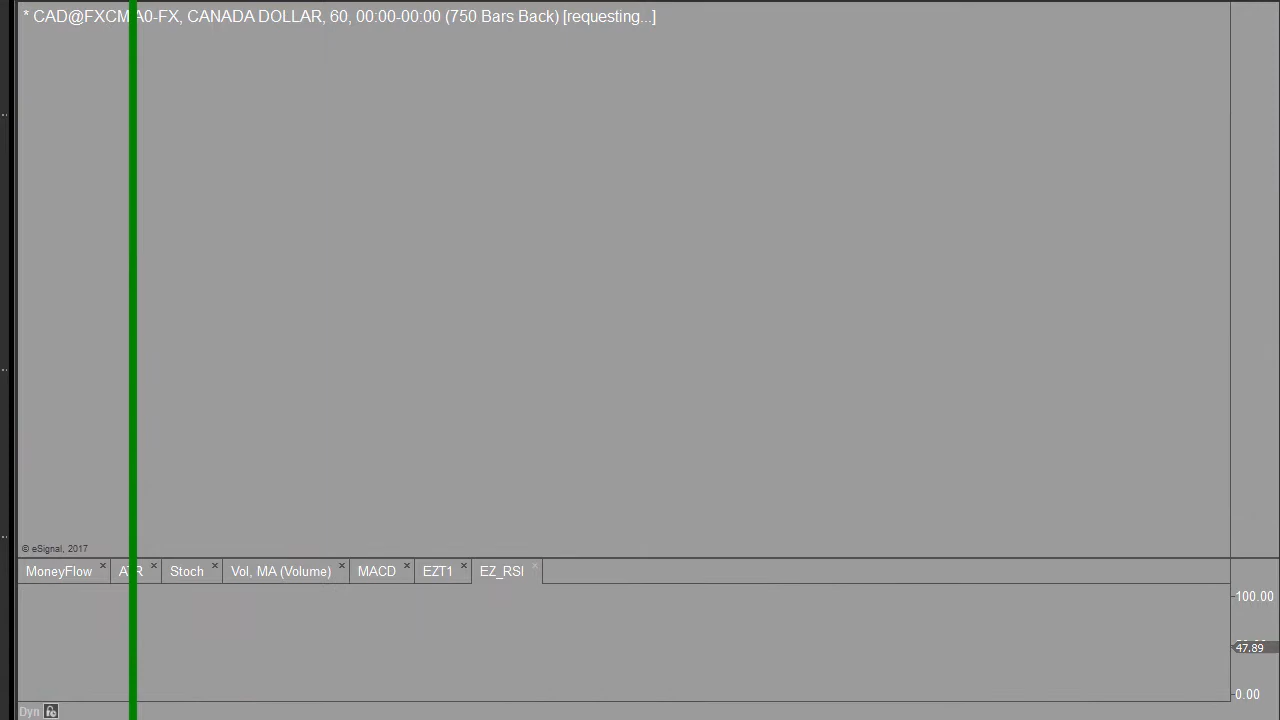 * CAD@FXCM A0-FX, CANADA DOLLAR, 60, 00:00-00:00 (750 Bars Back) [requesting...]
© eSignal, 2017
MoneyFlow ATR Stoch Vol, MA (Volume) MACD EZT1 EZ_RSI
100.00
47.89
0.00
Dyn